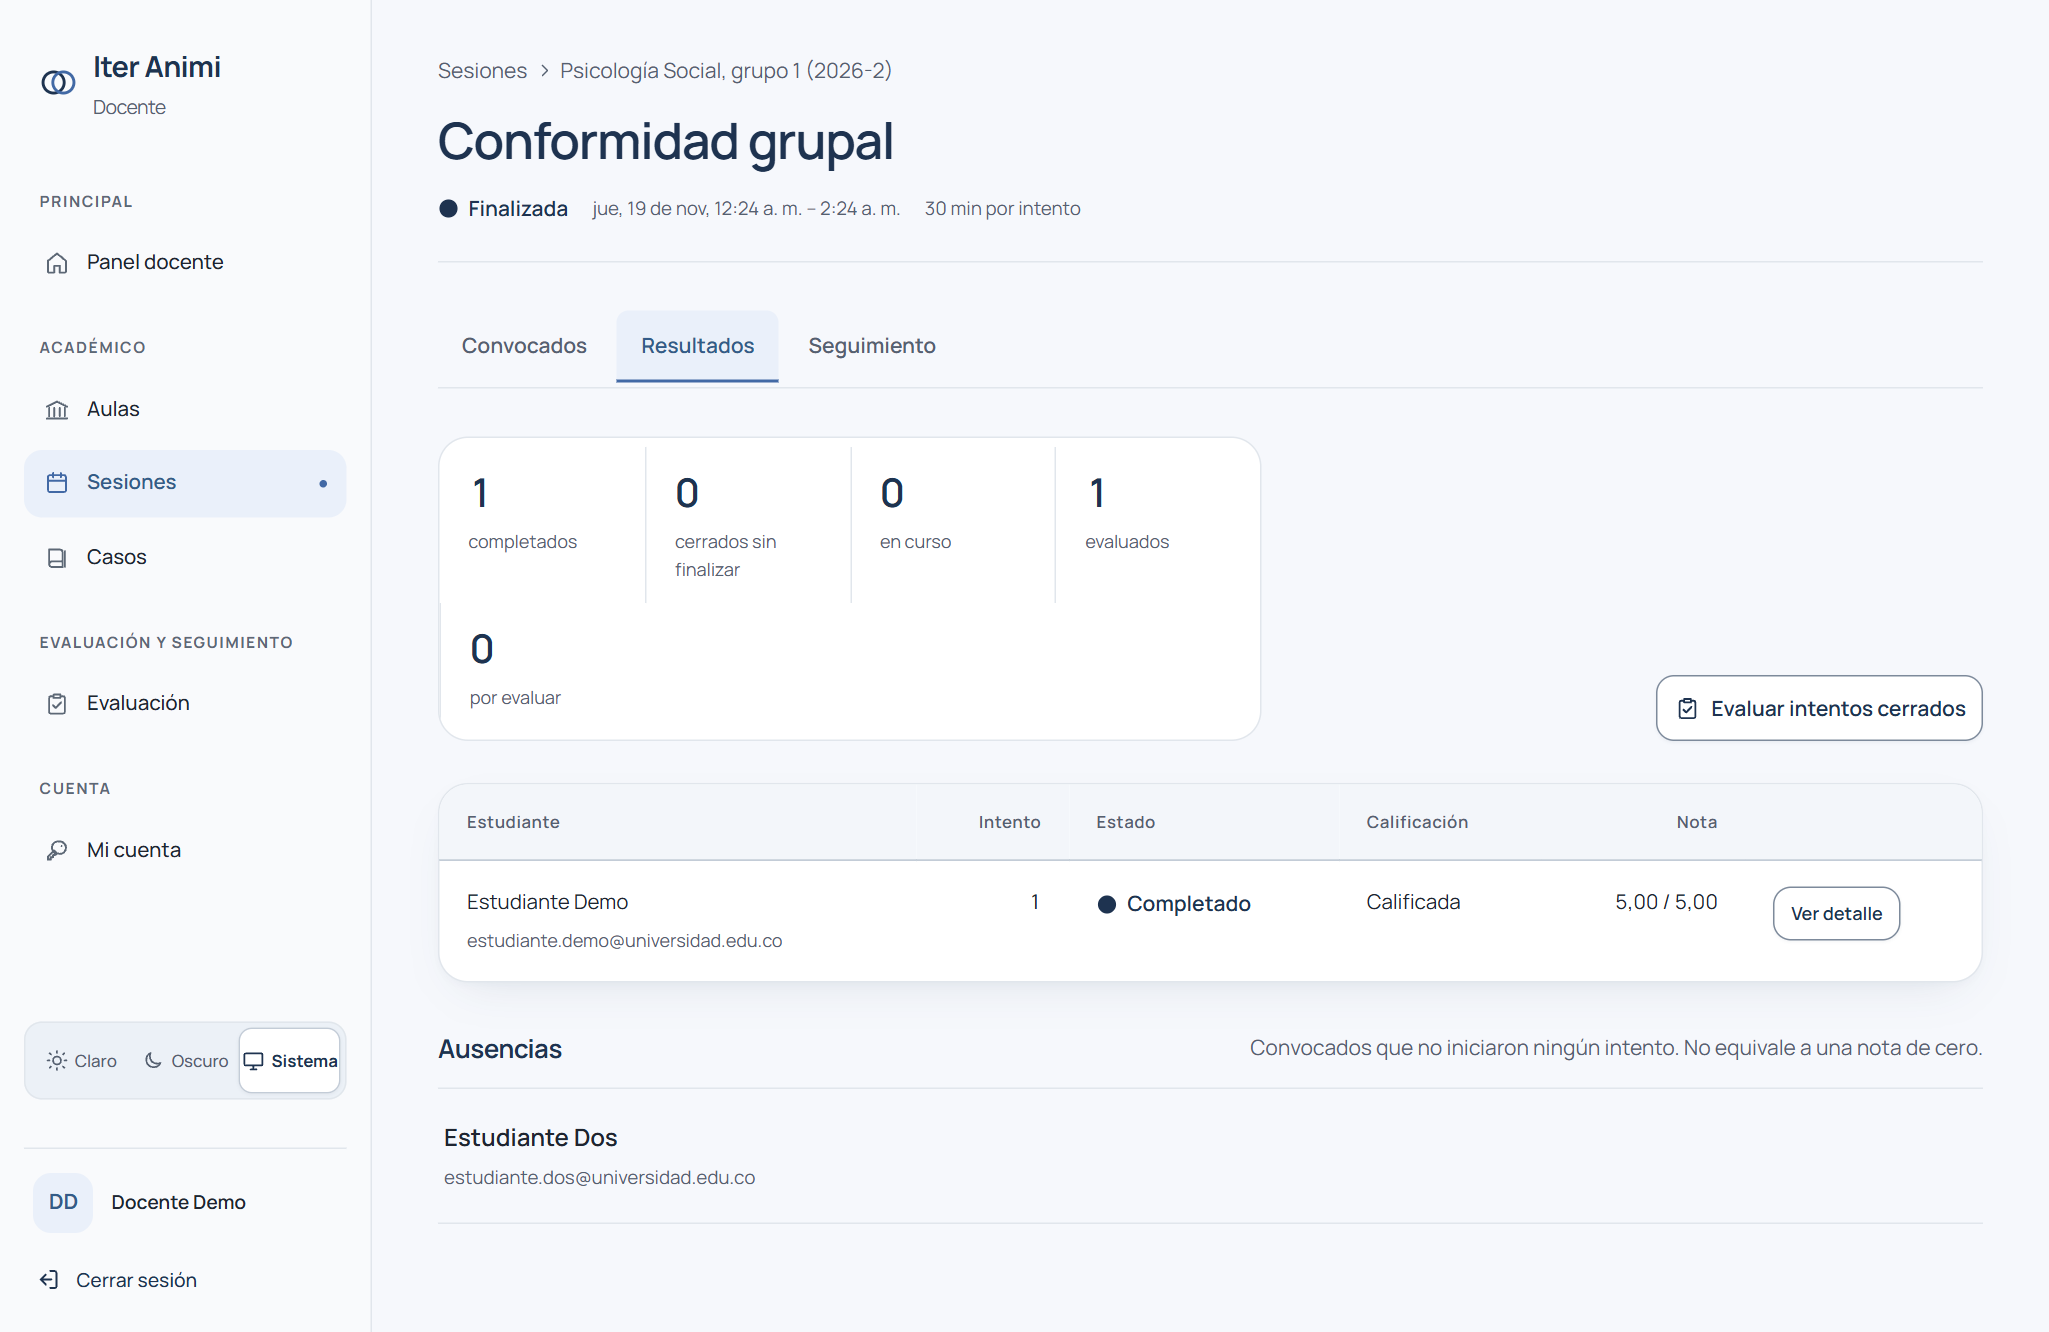 Iter Animi
Docente
PRINCIPAL
Panel docente
ACADÉMICO
Aulas
Sesiones
Casos
EVALUACIÓN Y SEGUIMIENTO
Evaluación
CUENTA
Mi cuenta
Claro
Oscuro
Sistema
DD
Docente Demo
Cerrar sesión
Sesiones > Psicología Social, grupo 1 (2026-2)
Conformidad grupal
Finalizada jue, 19 de nov, 12:24 a. m. – 2:24 a. m. 30 min por intento
Convocados Resultados Seguimiento
1
completados
0
cerrados sin
finalizar
0
en curso
1
evaluados
0
por evaluar
Evaluar intentos cerrados
Estudiante Intento Estado Calificación Nota
Estudiante Demo 1 Completado Calificada 5,00 / 5,00 Ver detalle
estudiante.demo@universidad.edu.co
Ausencias Convocados que no iniciaron ningún intento. No equivale a una nota de cero.
Estudiante Dos
estudiante.dos@universidad.edu.co